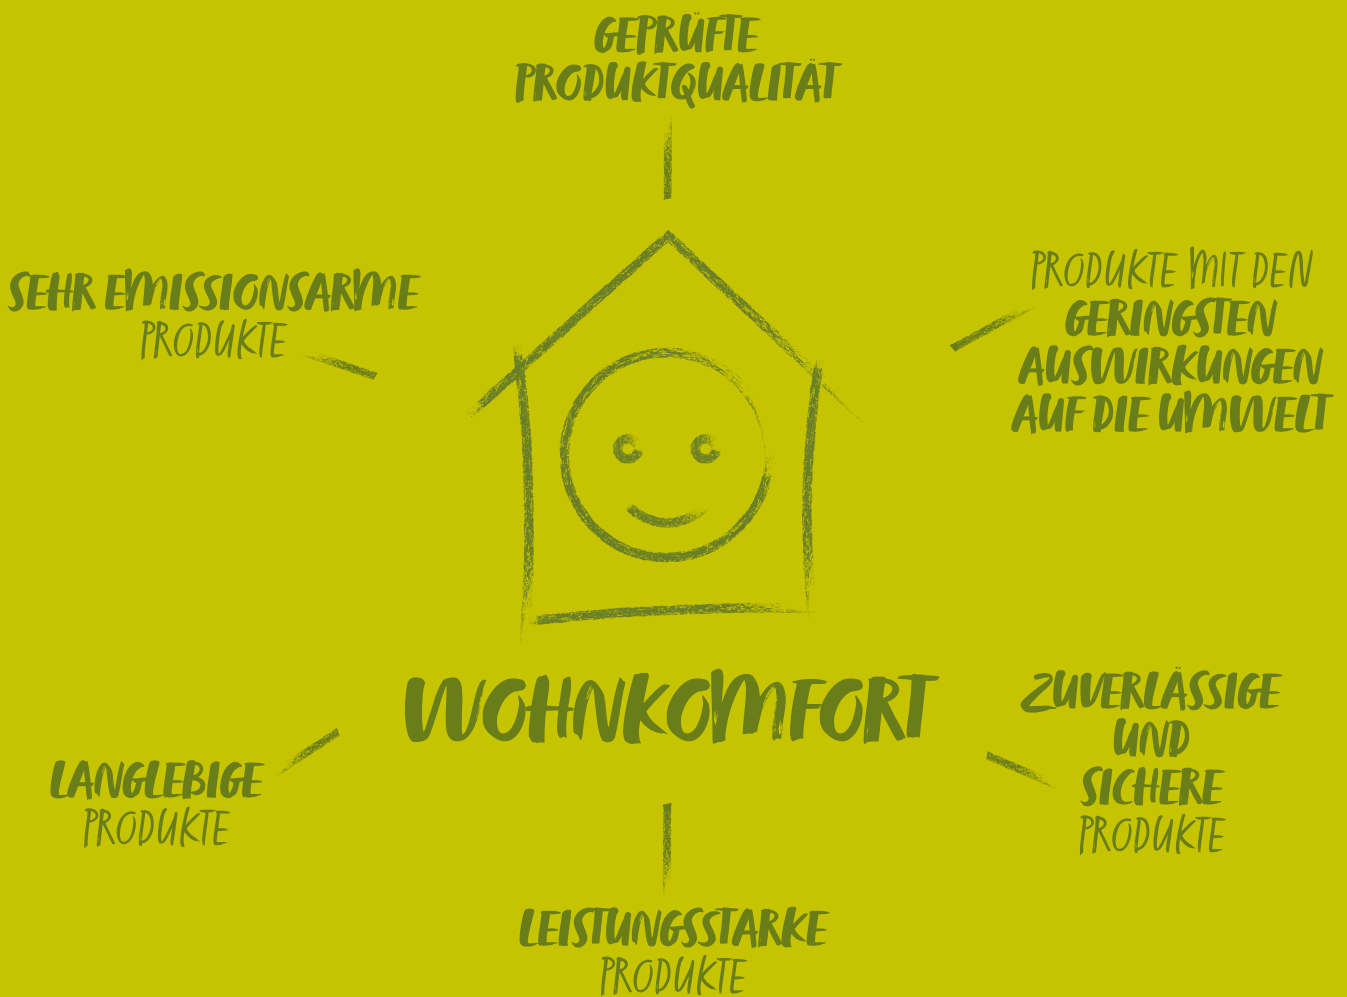 GEPRÜFTE
PRODUKTQUALITÄT
SEHR EMISSIONSARME
PRODUKTE
PRODUKTE MIT DEN
GERINGSTEN
AUSWIRKUNGEN
AUF DIE UMWELT
WOHNKOMFORT
LANGLEBIGE
PRODUKTE
ZUVERLÄSSIGE
UND
SICHERE
PRODUKTE
LEISTUNGSSTARKE
PRODUKTE